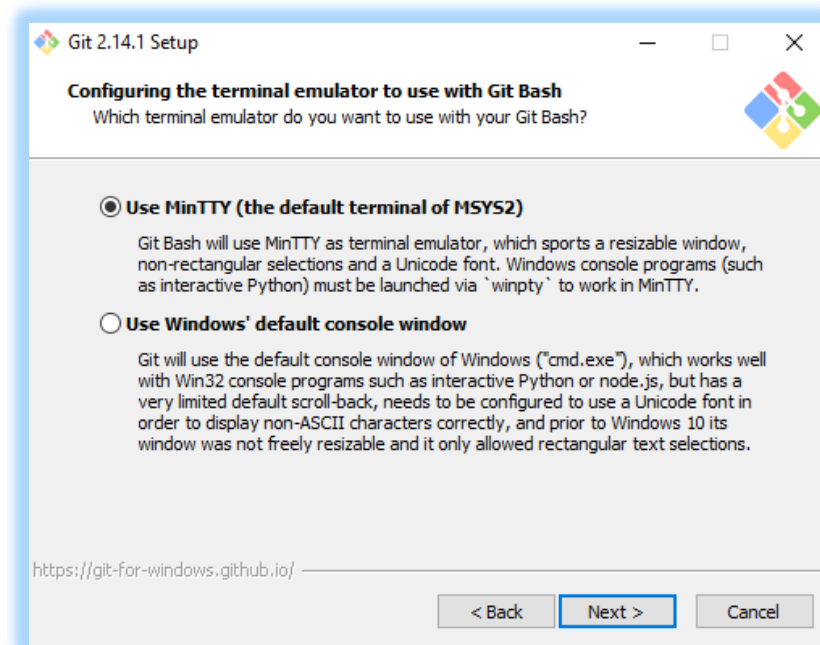 Git 2.14.1 Setup
Configuring the terminal emulator to use with Git Bash
Which terminal emulator do you want to use with your Git Bash?
Use MinTTY (the default terminal of MSYS2)
Git Bash will use MinTTY as terminal emulator, which sports a resizable window,
non-rectangular selections and a Unicode font. Windows console programs (such
as interactive Python) must be launched via `winpty` to work in MinTTY.
Use Windows' default console window
Git will use the default console window of Windows ("cmd.exe"), which works well
with Win32 console programs such as interactive Python or node.js, but has a
very limited default scroll-back, needs to be configured to use a Unicode font in
order to display non-ASCII characters correctly, and prior to Windows 10 its
window was not freely resizable and it only allowed rectangular text selections.
https://git-for-windows.github.io/
< Back Next > Cancel